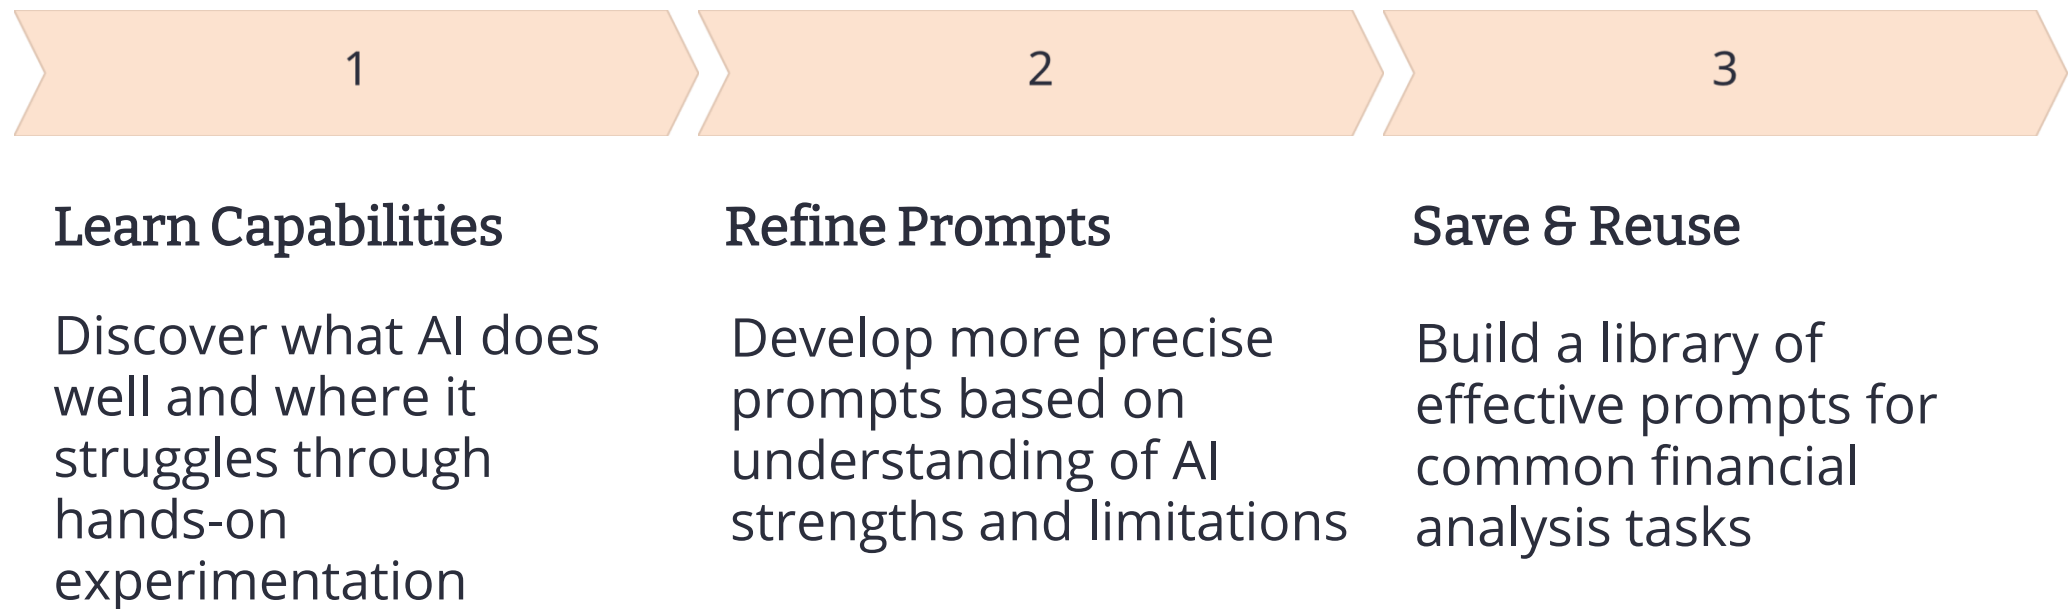 1
2
3
Learn Capabilities
Discover what AI does
well and where it
struggles through
hands-on
experimentation
Refine Prompts
Develop more precise
prompts based on
understanding of AI
strengths and limitations
Save & Reuse
Build a library of
effective prompts for
common financial
analysis tasks